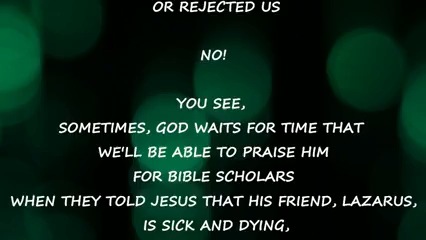 OR REJECTED US
NO!
YOU SEE,
SOMETIMES, GOD WAITS FOR TIME THAT
WE'LL BE ABLE TO PRAISE HIM
FOR BIBLE SCHOLARS
WHEN THEY TOLD JESUS THAT HIS FRIEND, LAZARUS,
IS SICK AND DYING,